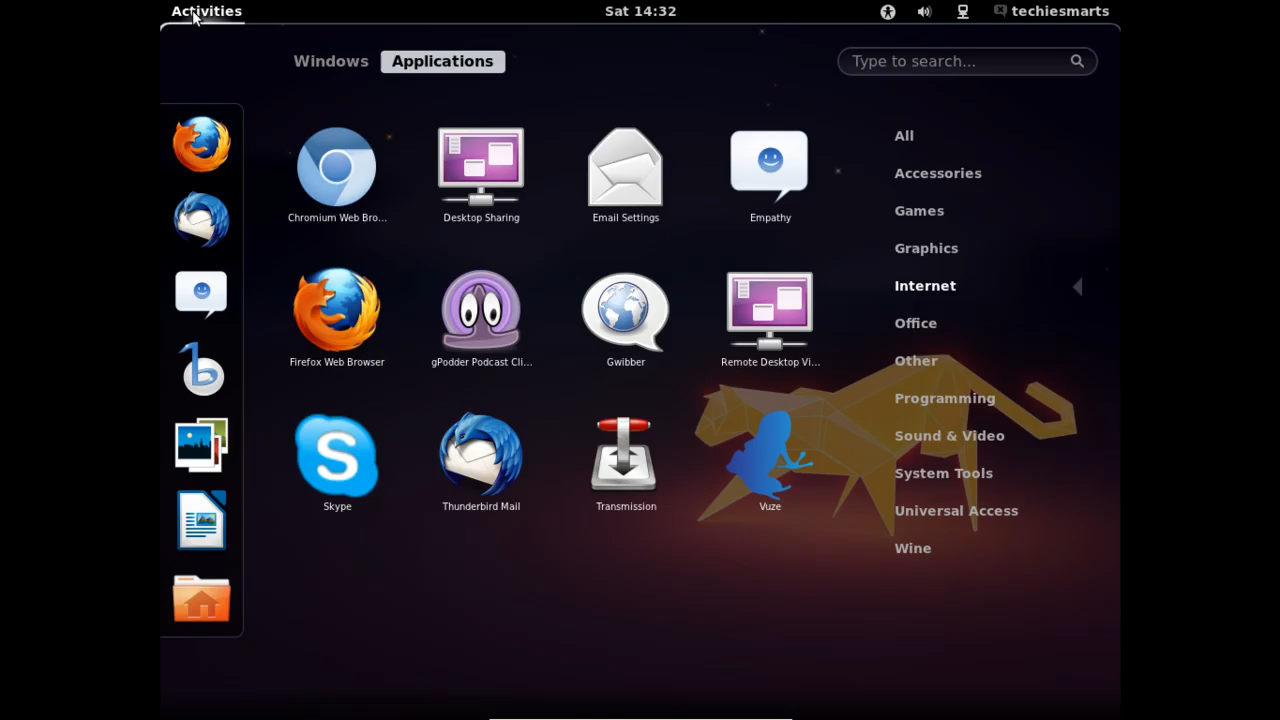 Activities
Sat 14:32
techiesmarts
Windows
Applications
Type to search...
Chromium Web Bro...
Desktop Sharing
Email Settings
Empathy
Firefox Web Browser
gPodder Podcast Cli...
Gwibber
Remote Desktop Vi...
S
Skype
Thunderbird Mail
Transmission
Vuze
All
Accessories
Games
Graphics
Internet
Office
Other
Programming
Sound & Video
System Tools
Universal Access
Wine